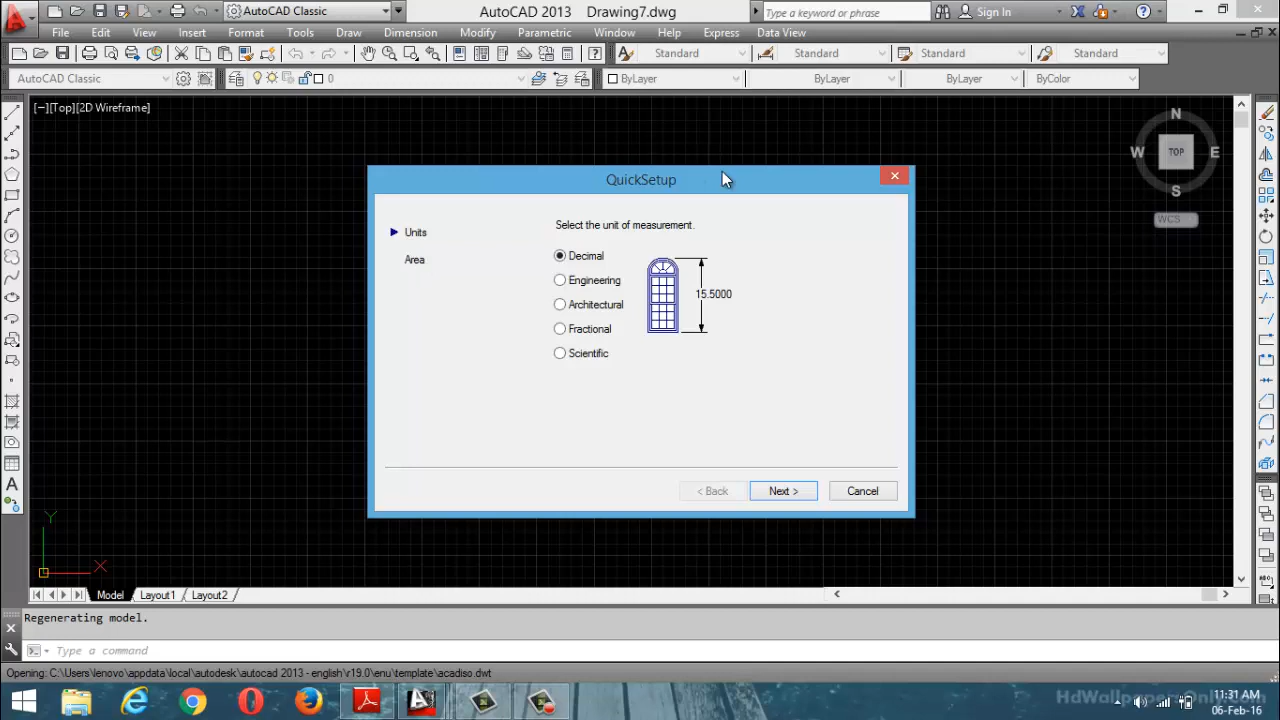 AutoCAD Classic
AutoCAD 2013 Drawing7.dwg
Type a keyword or phrase
Sign In
File Edit View Insert Format Tools Draw Dimension Modify Parametric Window Help Express Data View
Standard Standard Standard Standard
AutoCAD Classic 0 ByLayer ByLayer ByLayer ByColor
[−][Top][2D Wireframe]
N
W TOP E
S
WCS
QuickSetup
Units
Area
Select the unit of measurement.
Decimal
Engineering
Architectural
Fractional
Scientific
15.5000
< Back Next > Cancel
Y
X
Model Layout1 Layout2
Regenerating model.
Type a command
Opening: C:\Users\lenovo\appdata\local\autodesk\autocad 2013 - english\r19.0\enu\template\acadiso.dwt
HdWallpapersOnly.com
11:31 AM
06-Feb-16